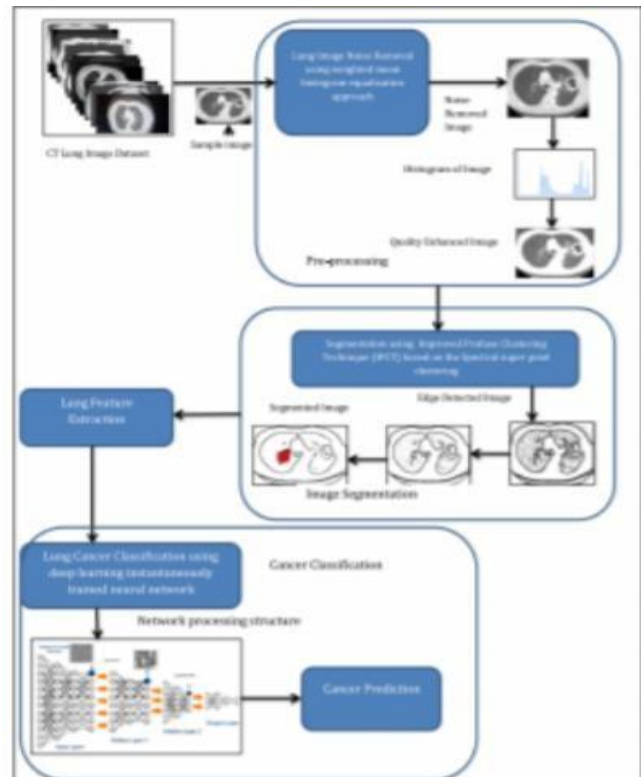 Lung Image Noise Removal
using weighted mean
histogram equalization
approach
Noise
Removed
Image
CT Lung Image Dataset
Sample image
Histogram of Image
Quality Enhanced Image
Pre-processing
Segmentation using Improved Profuse Clustering
Technique (IPCT) based on the Spectral super pixel
clustering
Edge Detected Image
Segmented Image
Image Segmentation
Lung Feature
Extraction
Lung Cancer Classification using
deep learning instantaneously
trained neural network
Cancer Classification
Network processing structure
Cancer Prediction